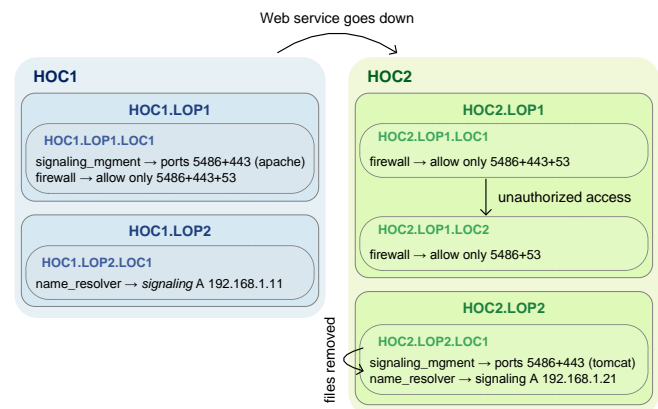 Web service goes down
HOC1
HOC1.LOP1
HOC1.LOP1.LOC1
signaling_mgment → ports 5486+443 (apache)
firewall → allow only 5486+443+53
HOC1.LOP2
HOC1.LOP2.LOC1
name_resolver → signaling A 192.168.1.11
HOC2
HOC2.LOP1
HOC2.LOP1.LOC1
firewall → allow only 5486+443+53
unauthorized access
HOC2.LOP1.LOC2
firewall → allow only 5486+53
HOC2.LOP2
HOC2.LOP2.LOC1
signaling_mgment → ports 5486+443 (tomcat)
name_resolver → signaling A 192.168.1.21
files removed